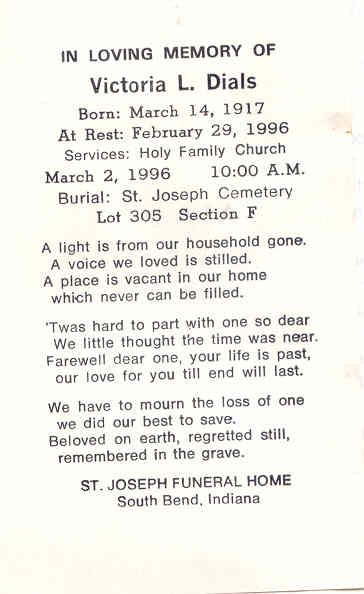 IN LOVING MEMORY OF
Victoria L. Dials
Born: March 14, 1917
At Rest: February 29, 1996
Services: Holy Family Church
March 2, 1996 10:00 A.M.
Burial: St. Joseph Cemetery
Lot 305 Section F
A light is from our household gone.
A voice we loved is stilled.
A place is vacant in our home
which never can be filled.
'Twas hard to part with one so dear
We little thought the time was near.
Farewell dear one, your life is past,
our love for you till end will last.
We have to mourn the loss of one
we did our best to save.
Beloved on earth, regretted still,
remembered in the grave.
ST. JOSEPH FUNERAL HOME
South Bend, Indiana